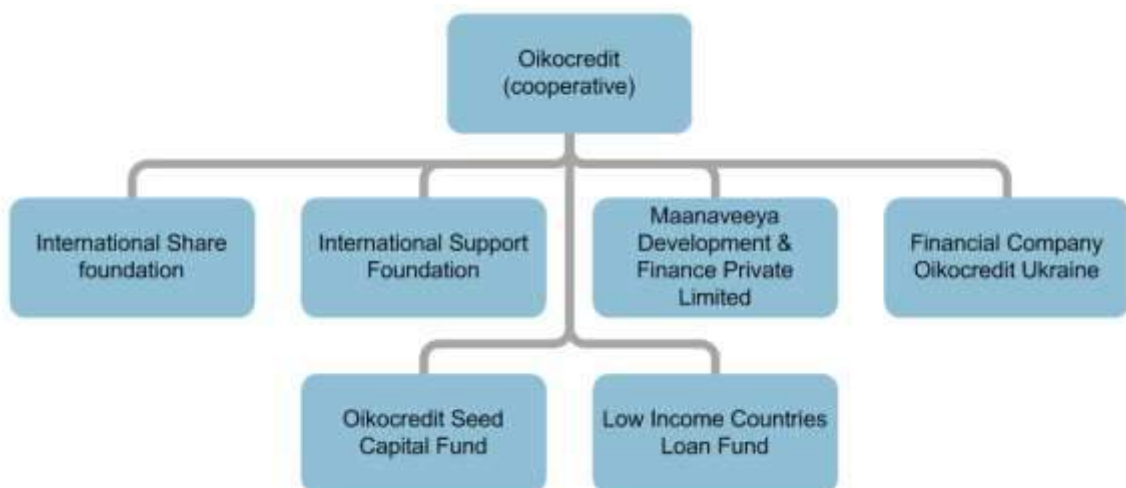 Oikocredit
(cooperative)
International Share
foundation
International Support
Foundation
Maanaveeya
Development &
Finance Private
Limited
Financial Company
Oikocredit Ukraine
Oikocredit Seed
Capital Fund
Low Income Countries
Loan Fund